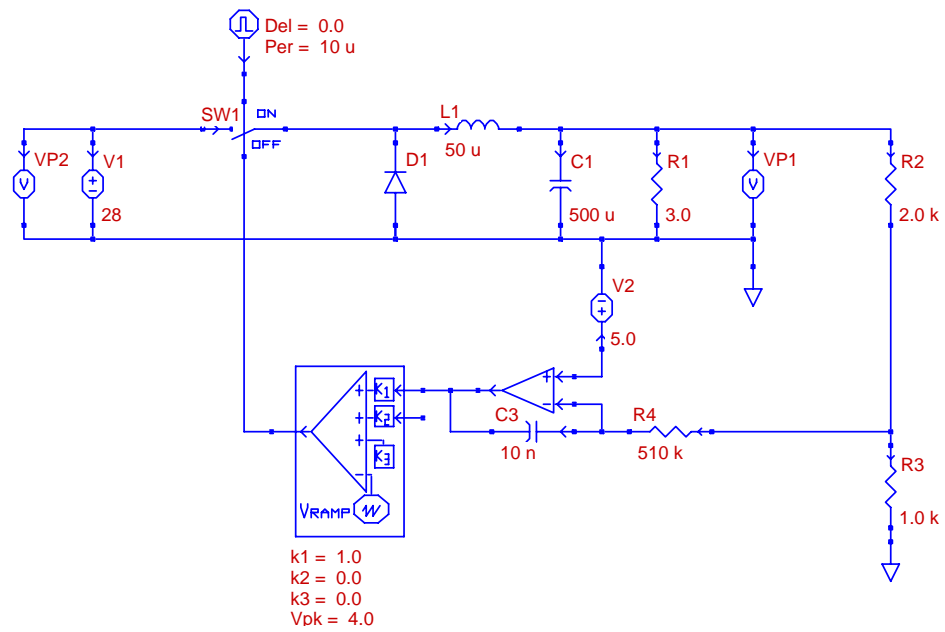 Del = 0.0
Per = 10 u
SW1
ON
OFF
L1
50 u
VP2
V
V1
28
D1
C1
500 u
R1
3.0
VP1
V
R2
2.0 k
V2
5.0
K1
K2
K3
VRAMP
C3
10 n
R4
510 k
R3
1.0 k
k1 = 1.0
k2 = 0.0
k3 = 0.0
Vpk = 4.0